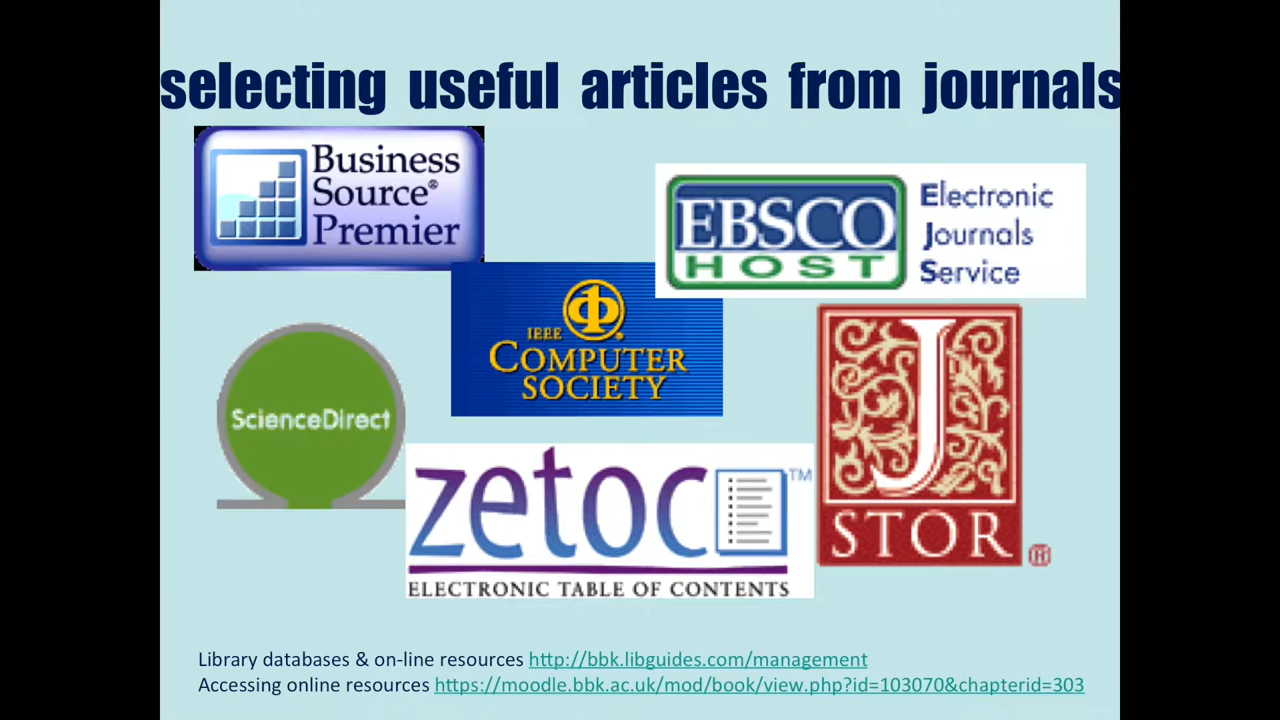 selecting useful articles from journals
Business
Source®
Premier
EBSCO
HOST
Electronic
Journals
Service
IEEE
COMPUTER
SOCIETY
ScienceDirect
J
STOR ®
zetoc ™
ELECTRONIC TABLE OF CONTENTS
Library databases & on-line resources http://bbk.libguides.com/management
Accessing online resources https://moodle.bbk.ac.uk/mod/book/view.php?id=103070&chapterid=303